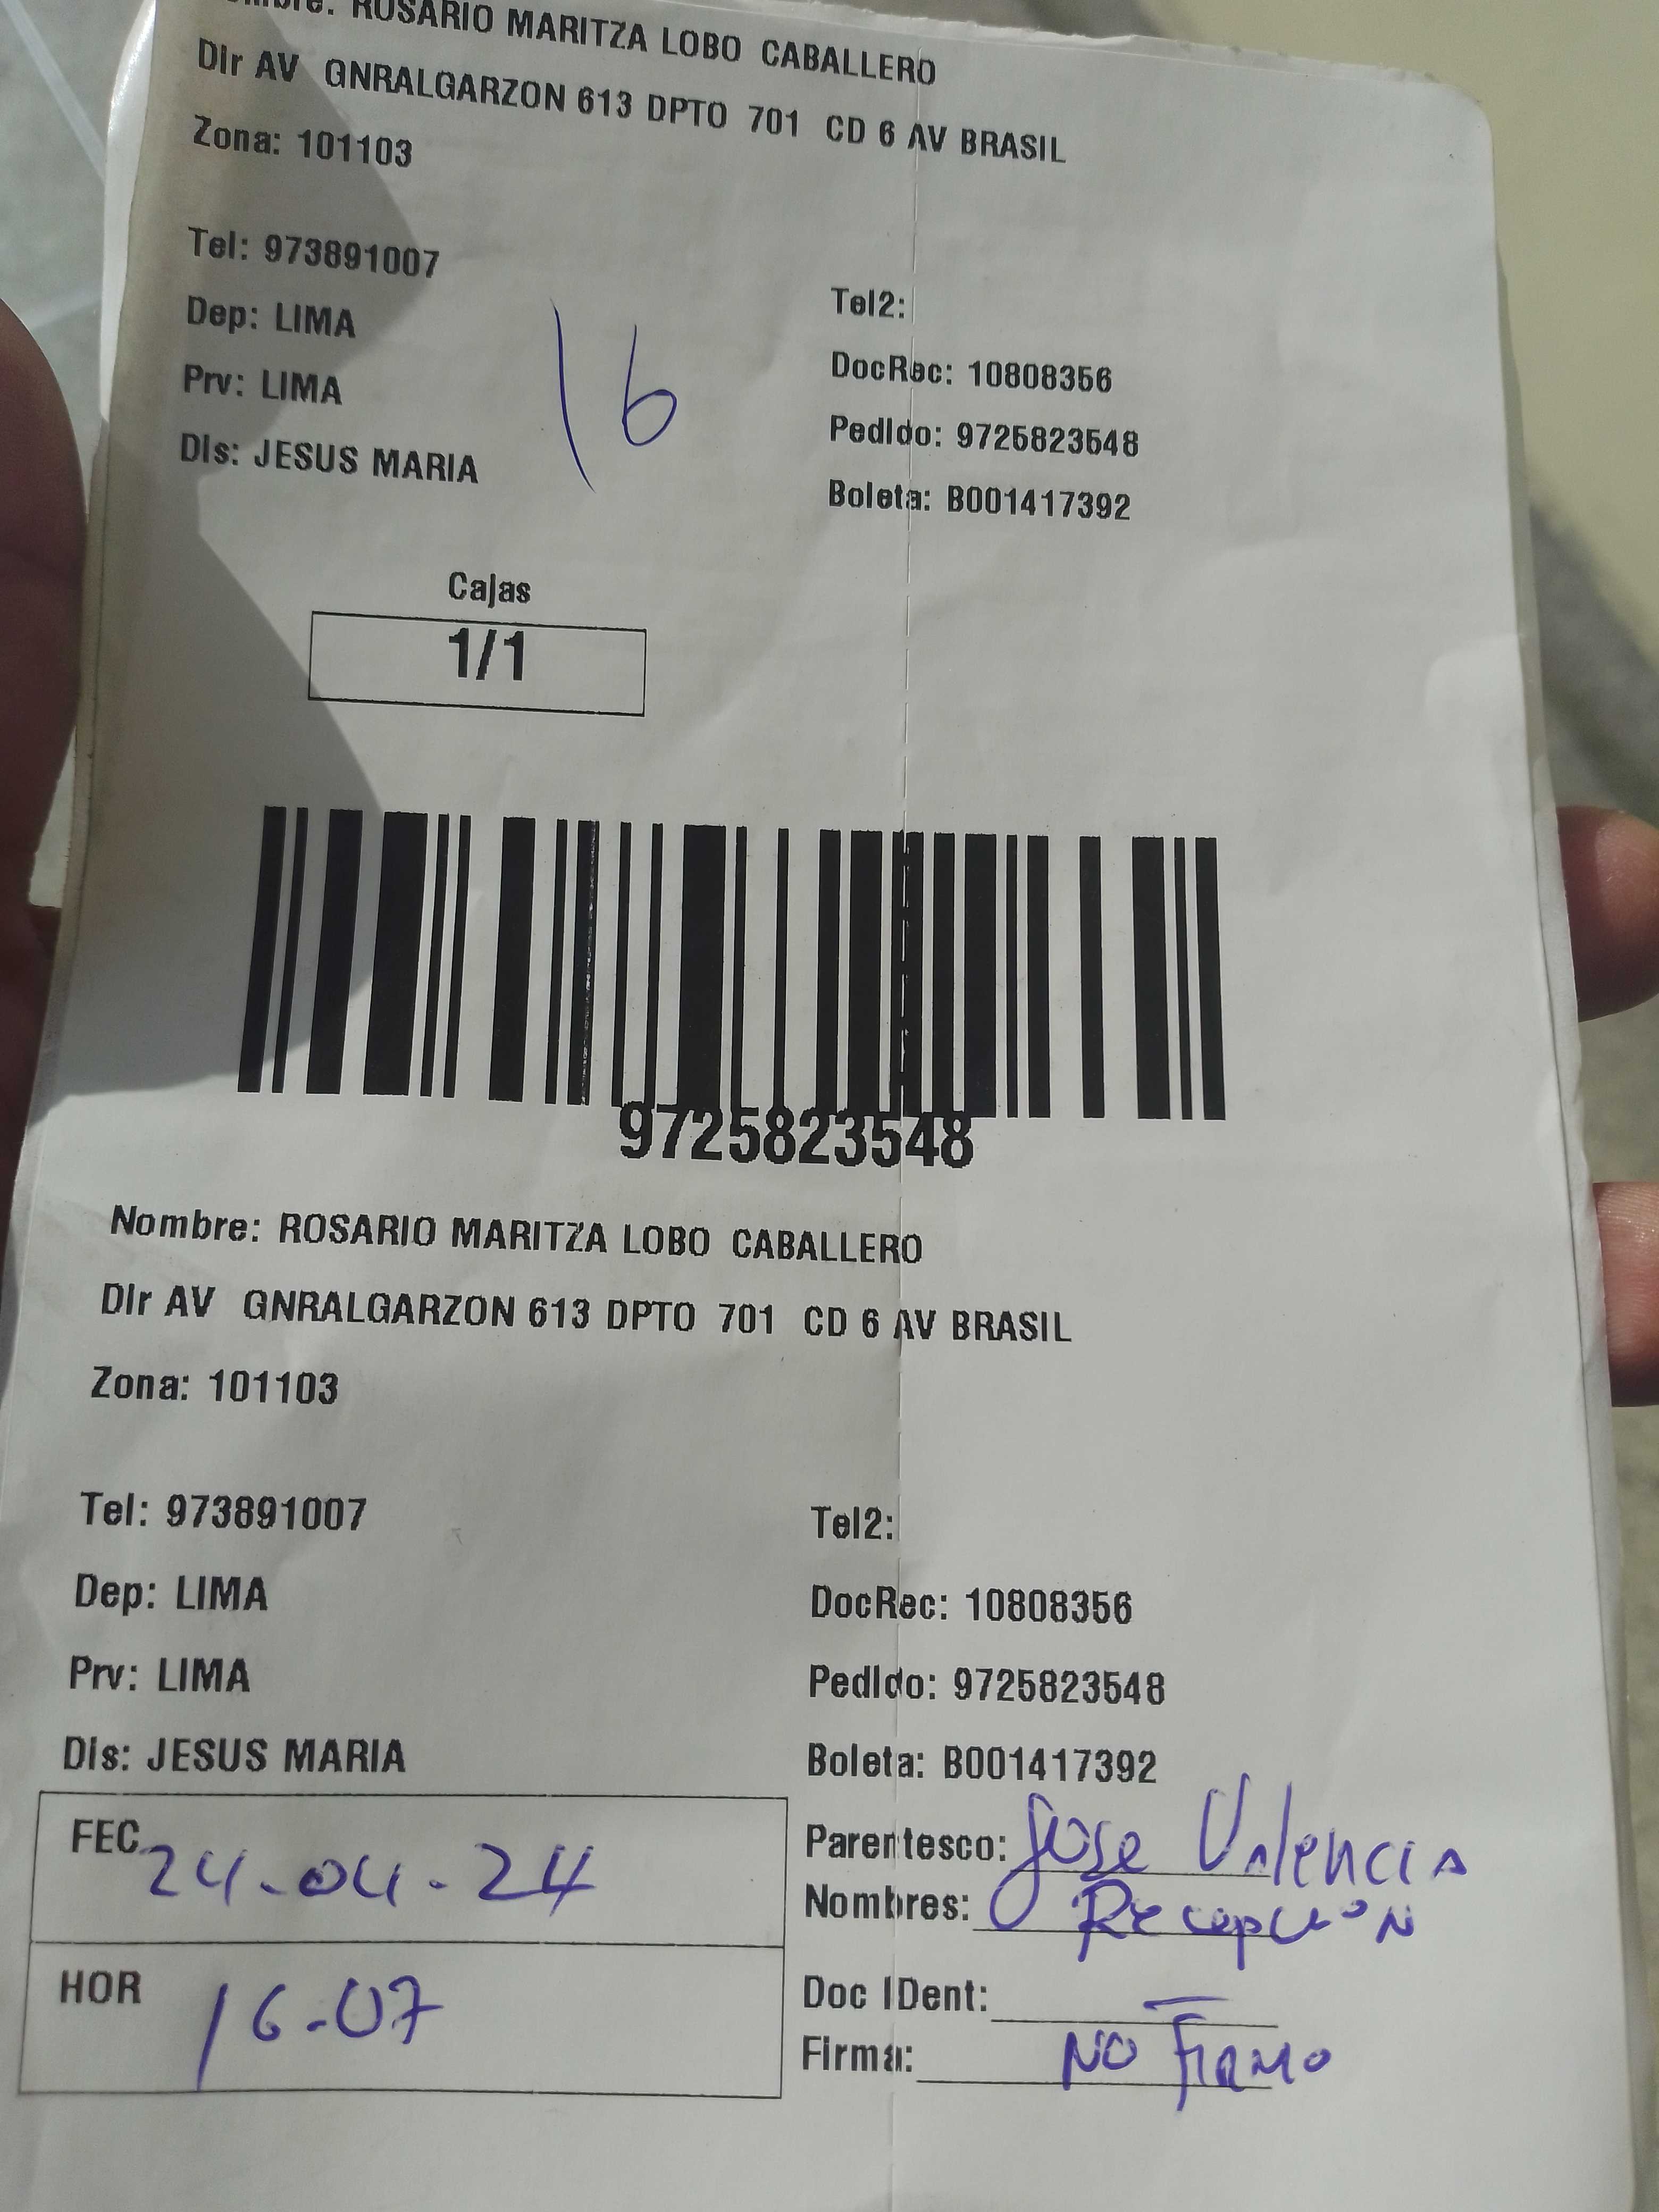 ROSARIO MARITZA LOBO CABALLERO
Dir AV GNRALGARZON 613 DPTO 701 CD 6 AV BRASIL
Zona: 101103
Tel: 973891007
Tel2:
Dep: LIMA
DocRec: 10808356
Prv: LIMA
Pedido: 9725823548
Dis: JESUS MARIA
Boleta: B001417392
16
Cajas
1/1
9725823548
Nombre: ROSARIO MARITZA LOBO CABALLERO
Dir AV GNRALGARZON 613 DPTO 701 CD 6 AV BRASIL
Zona: 101103
Tel: 973891007
Tel2:
Dep: LIMA
DocRec: 10808356
Prv: LIMA
Pedido: 9725823548
Dis: JESUS MARIA
Boleta: B001417392
FEC 24-04-24
Parentesco: Jose Valencia
Nombres: Recepcion
HOR 16-07
Doc IDent: —
Firma: NO FIRMO